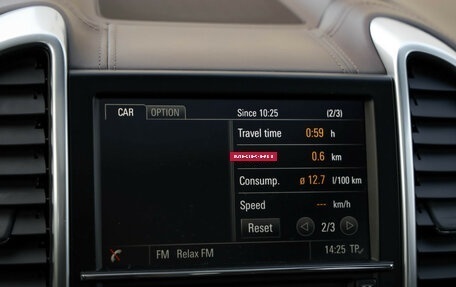 CAR OPTION Since 10:25 (2/3)
Travel time 0:59 h
0.6 km
Consump. ø 12.7 l/100 km
Speed --- km/h
Reset 2/3
FM Relax FM 14:25 TP